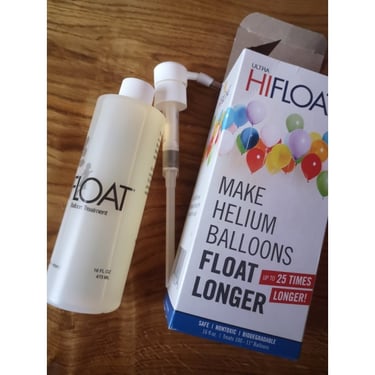 FLOAT
Balloon Treatment
16 FL.OZ
473 ML
ULTRA
HIFLOAT
MAKE
HELIUM
BALLOONS
FLOAT
LONGER
UP TO 25 TIMES
LONGER!
SAFE / NONTOXIC / BIODEGRADABLE